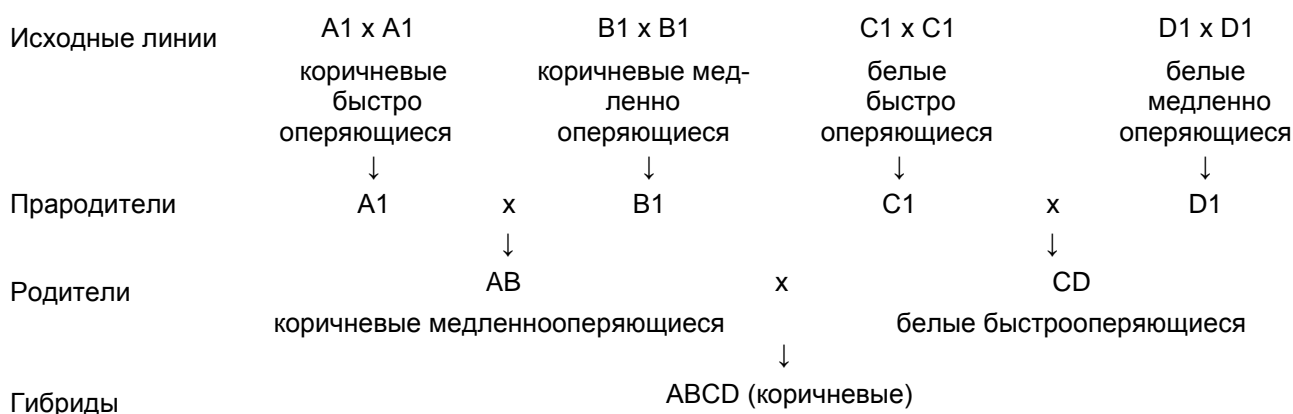 Исходные линии A1 x A1 B1 x B1 C1 x C1 D1 x D1
коричневые коричневые мед- белые белые
быстро ленно быстро медленно
оперяющиеся оперяющиеся оперяющиеся оперяющиеся
↓ ↓ ↓ ↓
Прародители A1 x B1 C1 x D1
↓ ↓
Родители AB x CD
коричневые медленнооперяющиеся белые быстрооперяющиеся
↓
Гибриды ABCD (коричневые)